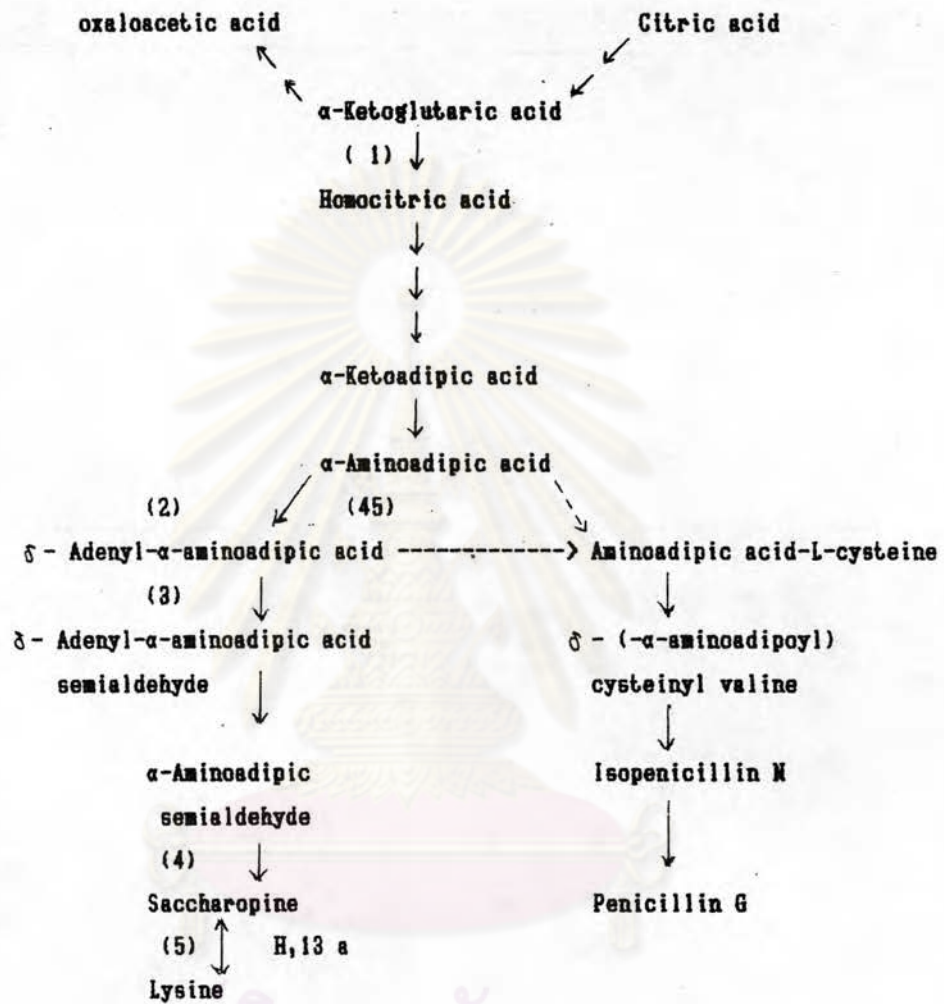 oxaloacetic acid
Citric acid
α-Ketoglutaric acid
( 1)
Homocitric acid
α-Ketoadipic acid
α-Aminoadipic acid
(2)
(45)
δ - Adenyl-α-aminoadipic acid
Aminoadipic acid-L-cysteine
(3)
δ - Adenyl-α-aminoadipic acid
semialdehyde
δ - (-α-aminoadipoyl)
cysteinyl valine
α-Aminoadipic
semialdehyde
Isopenicillin N
(4)
Saccharopine
Penicillin G
(5)
H,13 a
Lysine